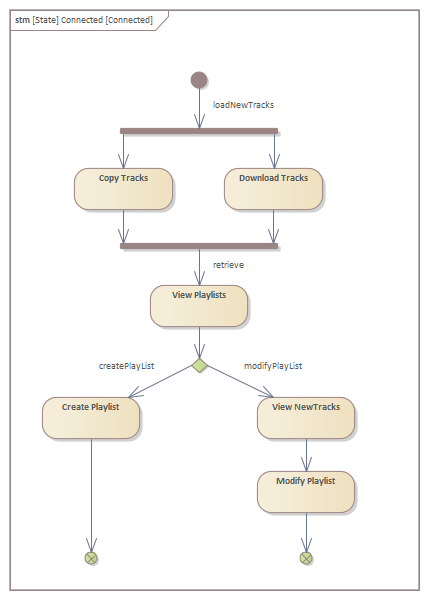 stm [State] Connected [Connected]
loadNewTracks
Copy Tracks
Download Tracks
retrieve
View Playlists
createPlayList
modifyPlayList
Create Playlist
View NewTracks
Modify Playlist